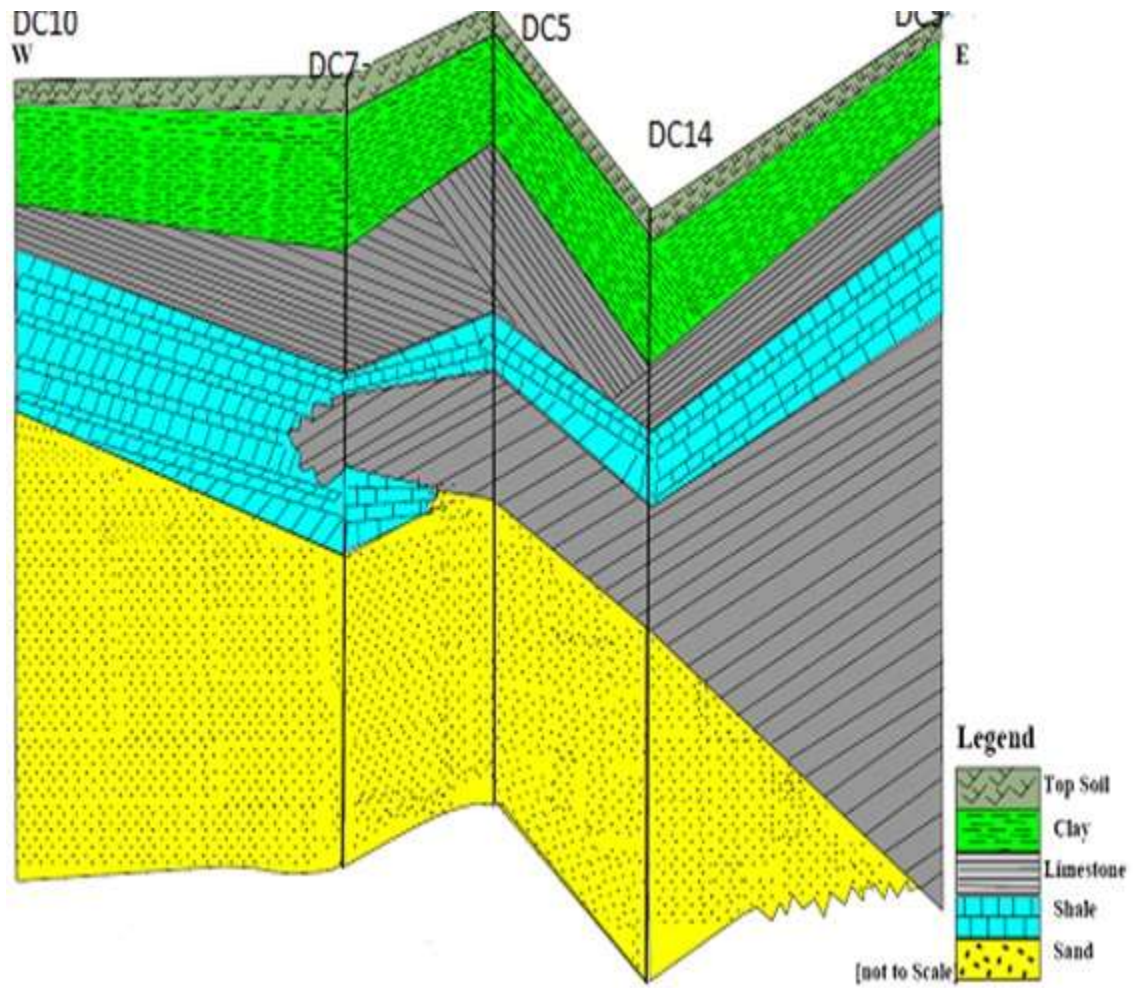 DC10
W
DC7-
DC5
DC14
E
Legend
Top Soil
Clay
Limestone
Shale
Sand
[not to Scale]